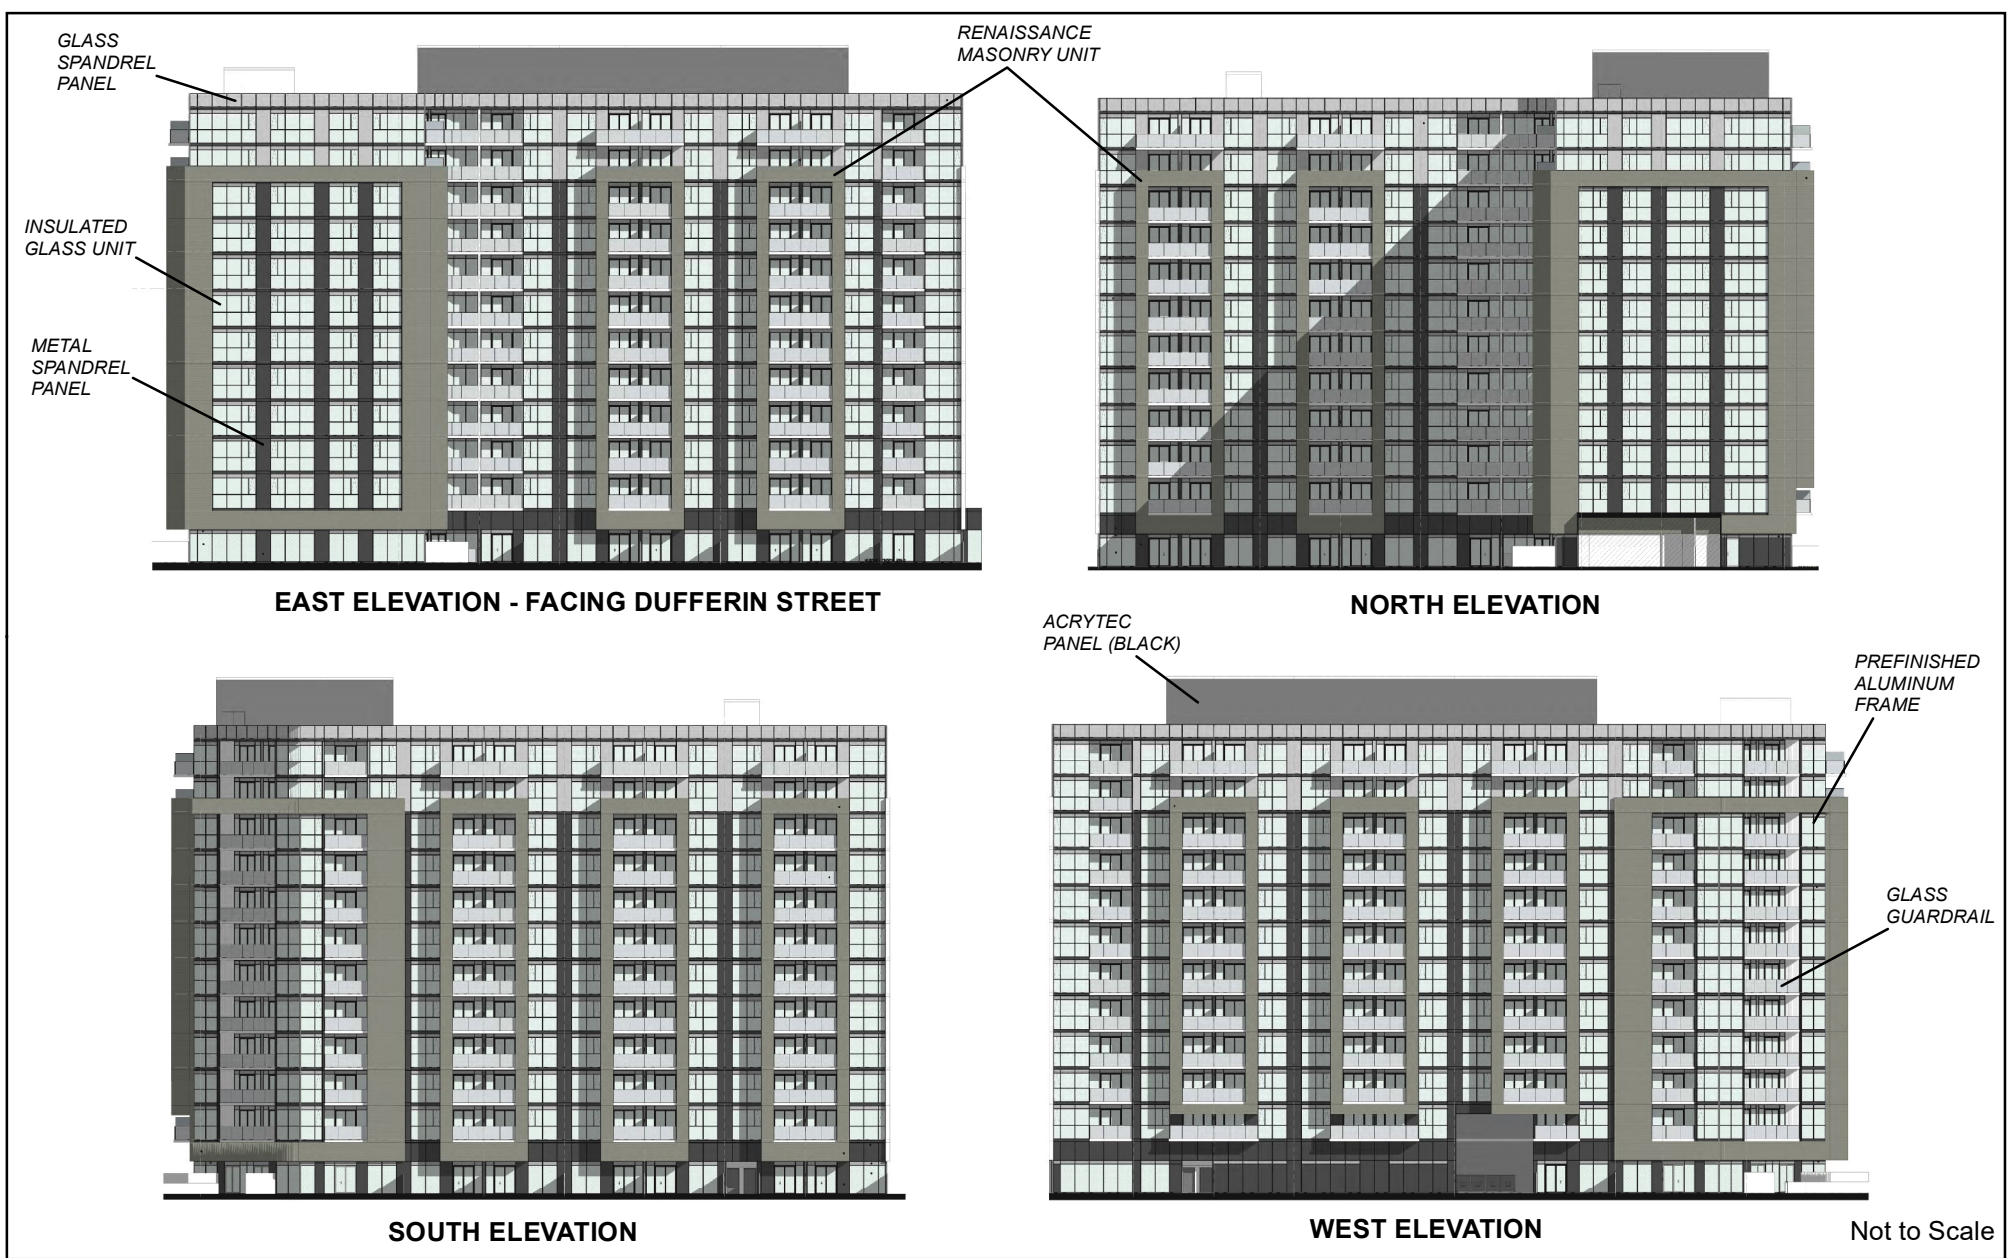 GLASS
SPANDREL
PANEL
RENAISSANCE
MASONRY UNIT
INSULATED
GLASS UNIT
METAL
SPANDREL
PANEL
EAST ELEVATION - FACING DUFFERIN STREET
NORTH ELEVATION
ACRYTEC
PANEL (BLACK)
PREFINISHED
ALUMINUM
FRAME
GLASS
GUARDRAIL
SOUTH ELEVATION
WEST ELEVATION
Not to Scale